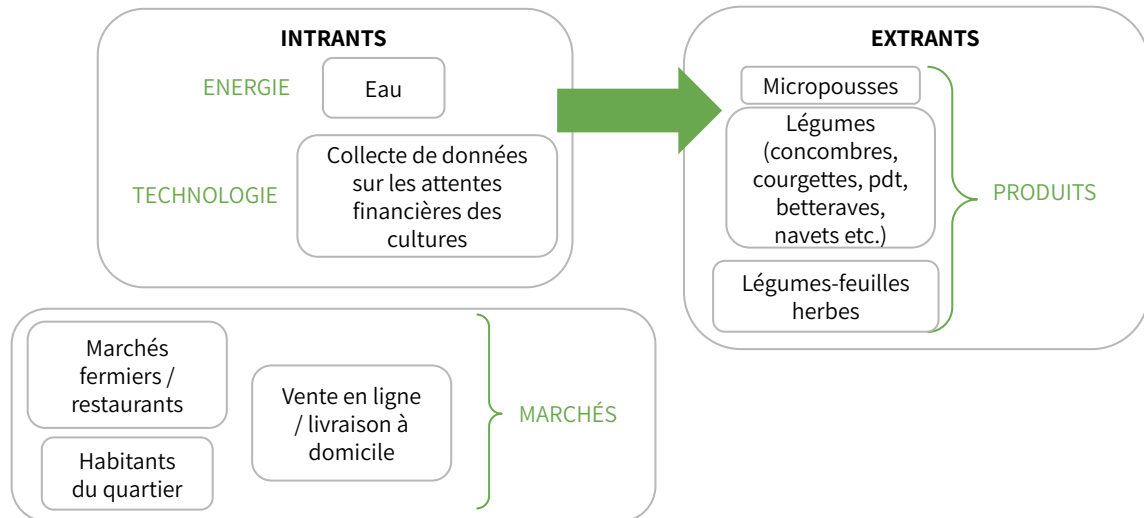 INTRANTS
ENERGIE
Eau
TECHNOLOGIE
Collecte de données
sur les attentes
financières des
cultures
EXTRANTS
Micropousses
Légumes
(concombres,
courgettes, pdt,
betteraves,
navets etc.)
Légumes-feuilles
herbes
PRODUITS
Marchés
fermiers /
restaurants
Habitants
du quartier
Vente en ligne
/ livraison à
domicile
MARCHÉS